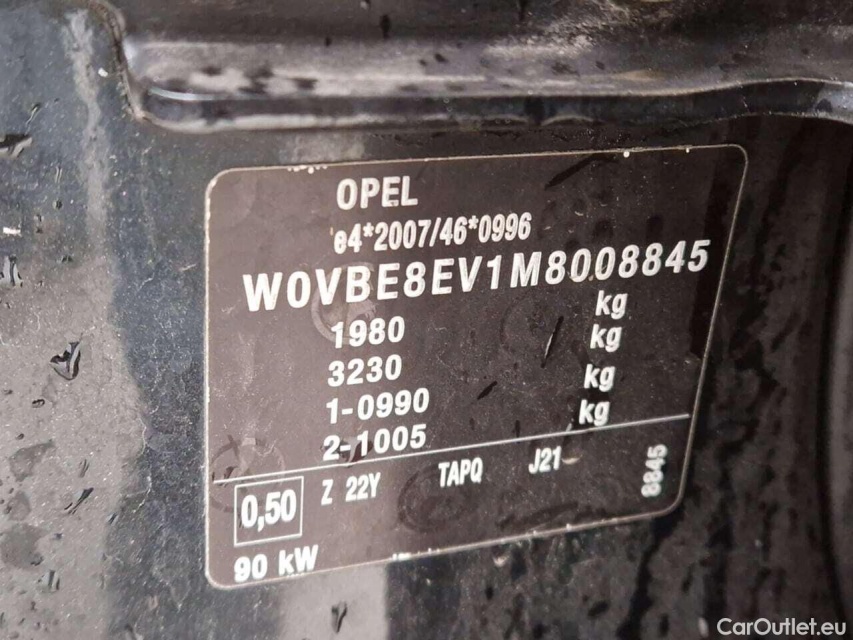 OPEL
e4*2007/46*0996
W0VBE8EV1M8008845
1980 kg
3230 kg
1-0990 kg
2-1005 kg
0,50 Z 22Y TAPQ J21 8845
90 kW
CarOutlet.eu